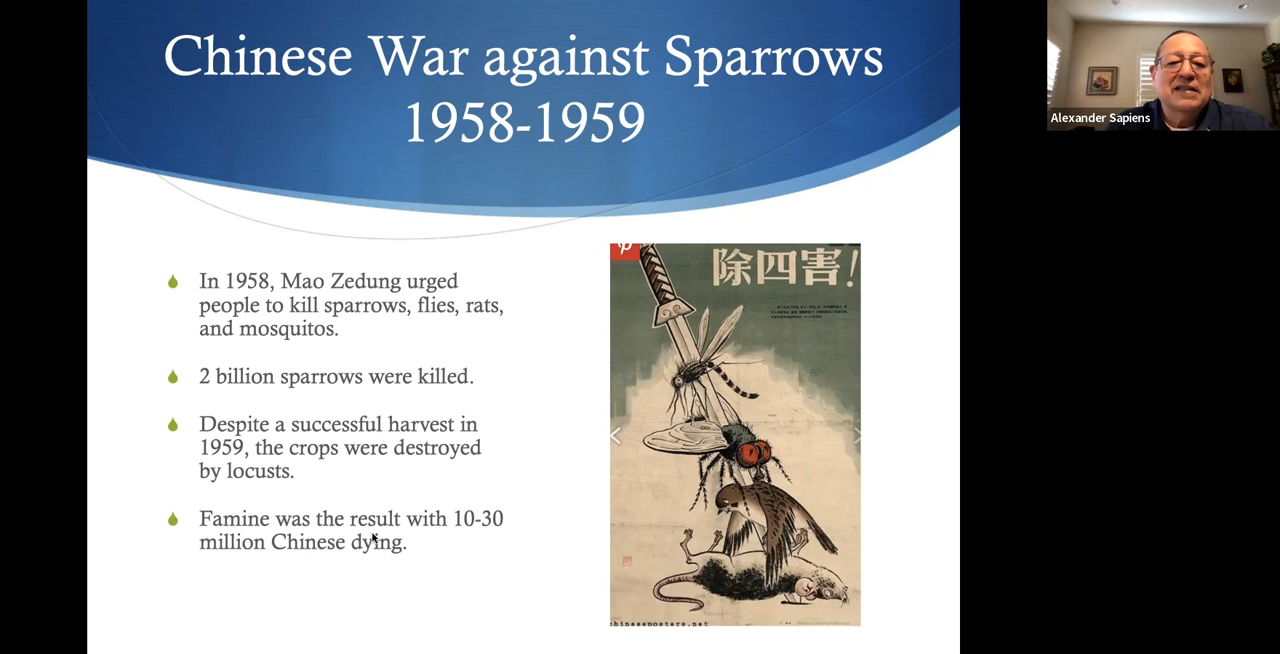 Chinese War against Sparrows
1958-1959
In 1958, Mao Zedung urged
people to kill sparrows, flies, rats,
and mosquitos.
2 billion sparrows were killed.
Despite a successful harvest in
1959, the crops were destroyed
by locusts.
Famine was the result with 10-30
million Chinese dying.
除四害!
chineseposters.net
Alexander Sapiens